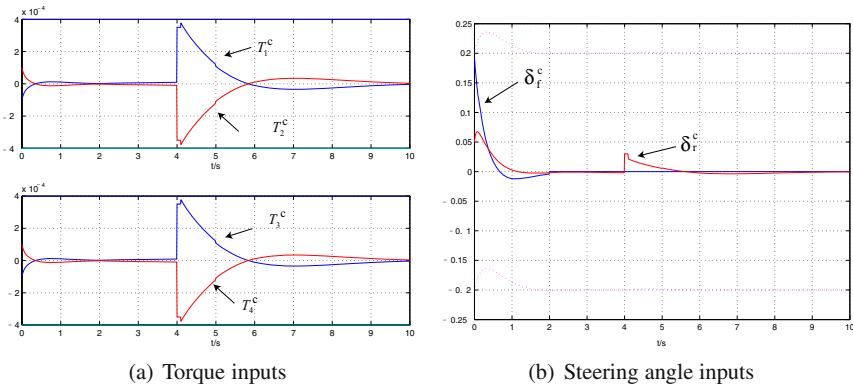 x 10⁻⁴
4
2
0
− 2
− 4
0 1 2 3 4 5 6 7 8 9 10
t/s
T₁ᶜ
T₂ᶜ
x 10⁻⁴
4
2
0
− 2
− 4
0 1 2 3 4 5 6 7 8 9 10
t/s
T₃ᶜ
T₄ᶜ
(a) Torque inputs
0.25
0.2
0.15
0.1
0.05
0
− 0.05
− 0. 1
− 0.15
− 0. 2
− 0.25
0 1 2 3 4 5 6 7 8 9 10
t/s
δ_f^c
δ_r^c
(b) Steering angle inputs